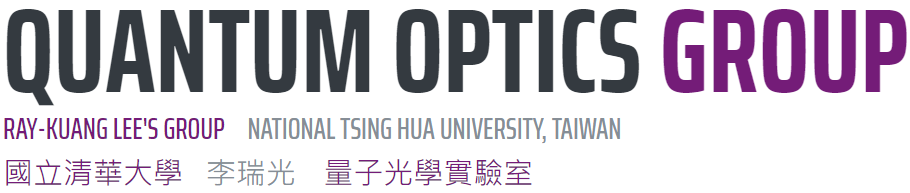 QUANTUM OPTICS GROUP
RAY-KUANG LEE'S GROUP NATIONAL TSING HUA UNIVERSITY, TAIWAN
國立清華大學 李瑞光 量子光學實驗室